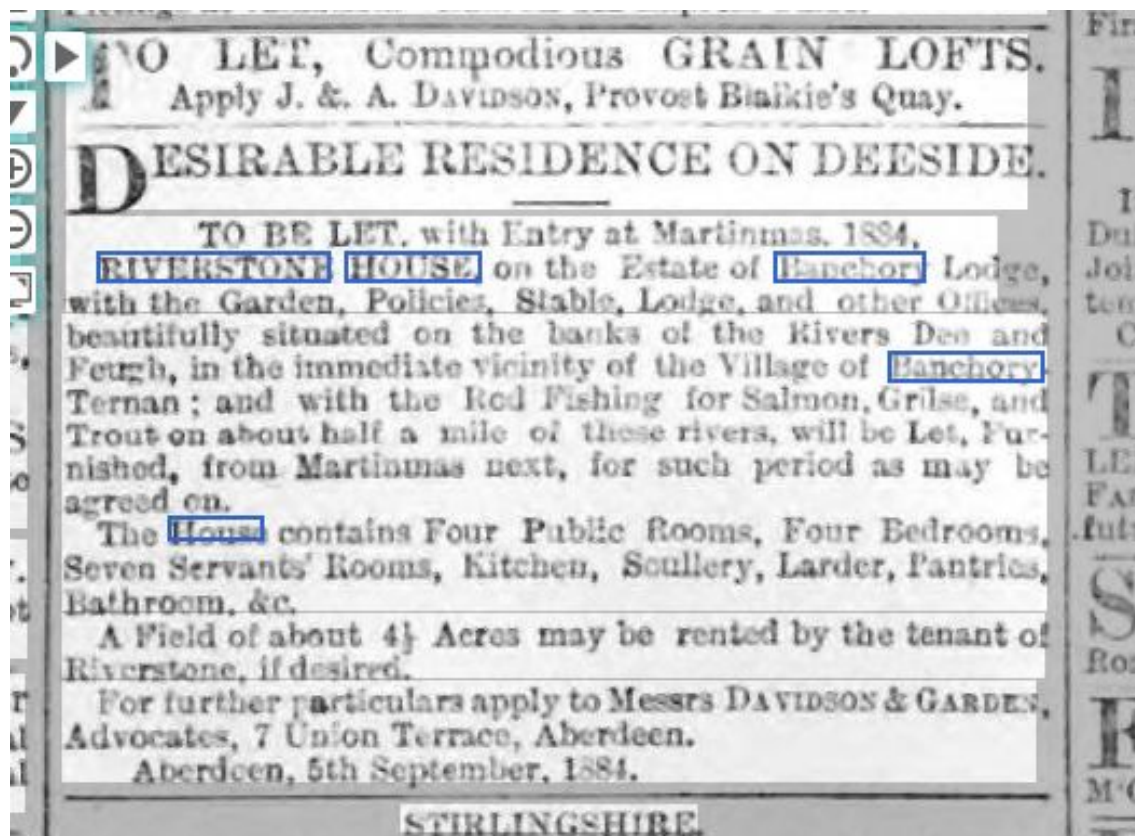 TO LET, Commodious GRAIN LOFTS.
Apply J. & A. DAVIDSON, Provost Blaikie's Quay.
DESIRABLE RESIDENCE ON DEESIDE.
TO BE LET, with Entry at Martinmas, 1884,
RIVERSTONE HOUSE, on the Estate of Banchory Lodge,
with the Garden, Policies, Stable, Lodge, and other Offices,
beautifully situated on the banks of the Rivers Dee and
Feugh, in the immediate vicinity of the Village of Banchory-
Ternan; and with the Rod Fishing for Salmon, Grilse, and
Trout on about half a mile of these rivers, will be Let, Fur-
nished, from Martinmas next, for such period as may be
agreed on.
The House contains Four Public Rooms, Four Bedrooms,
Seven Servants' Rooms, Kitchen, Scullery, Larder, Pantries,
Bathroom, &c.
A Field of about 4½ Acres may be rented by the tenant of
Riverstone, if desired.
For further particulars apply to Messrs DAVIDSON & GARDEN,
Advocates, 7 Union Terrace, Aberdeen.
Aberdeen, 5th September, 1884.
STIRLINGSHIRE.